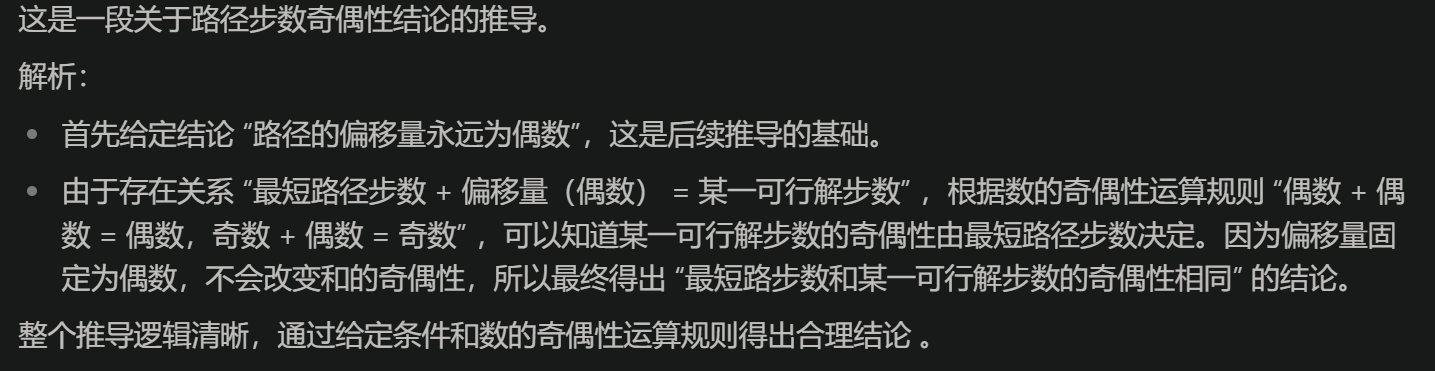 这是一段关于路径步数奇偶性结论的推导。
解析：
• 首先给定结论 “路径的偏移量永远为偶数”，这是后续推导的基础。
• 由于存在关系 “最短路径步数 + 偏移量（偶数） = 某一可行解步数” ，根据数的奇偶性运算规则 “偶数 + 偶
数 = 偶数，奇数 + 偶数 = 奇数” ，可以知道某一可行解步数的奇偶性由最短路径步数决定。因为偏移量固
定为偶数，不会改变和的奇偶性，所以最终得出 “最短路步数和某一可行解步数的奇偶性相同” 的结论。
整个推导逻辑清晰，通过给定条件和数的奇偶性运算规则得出合理结论 。